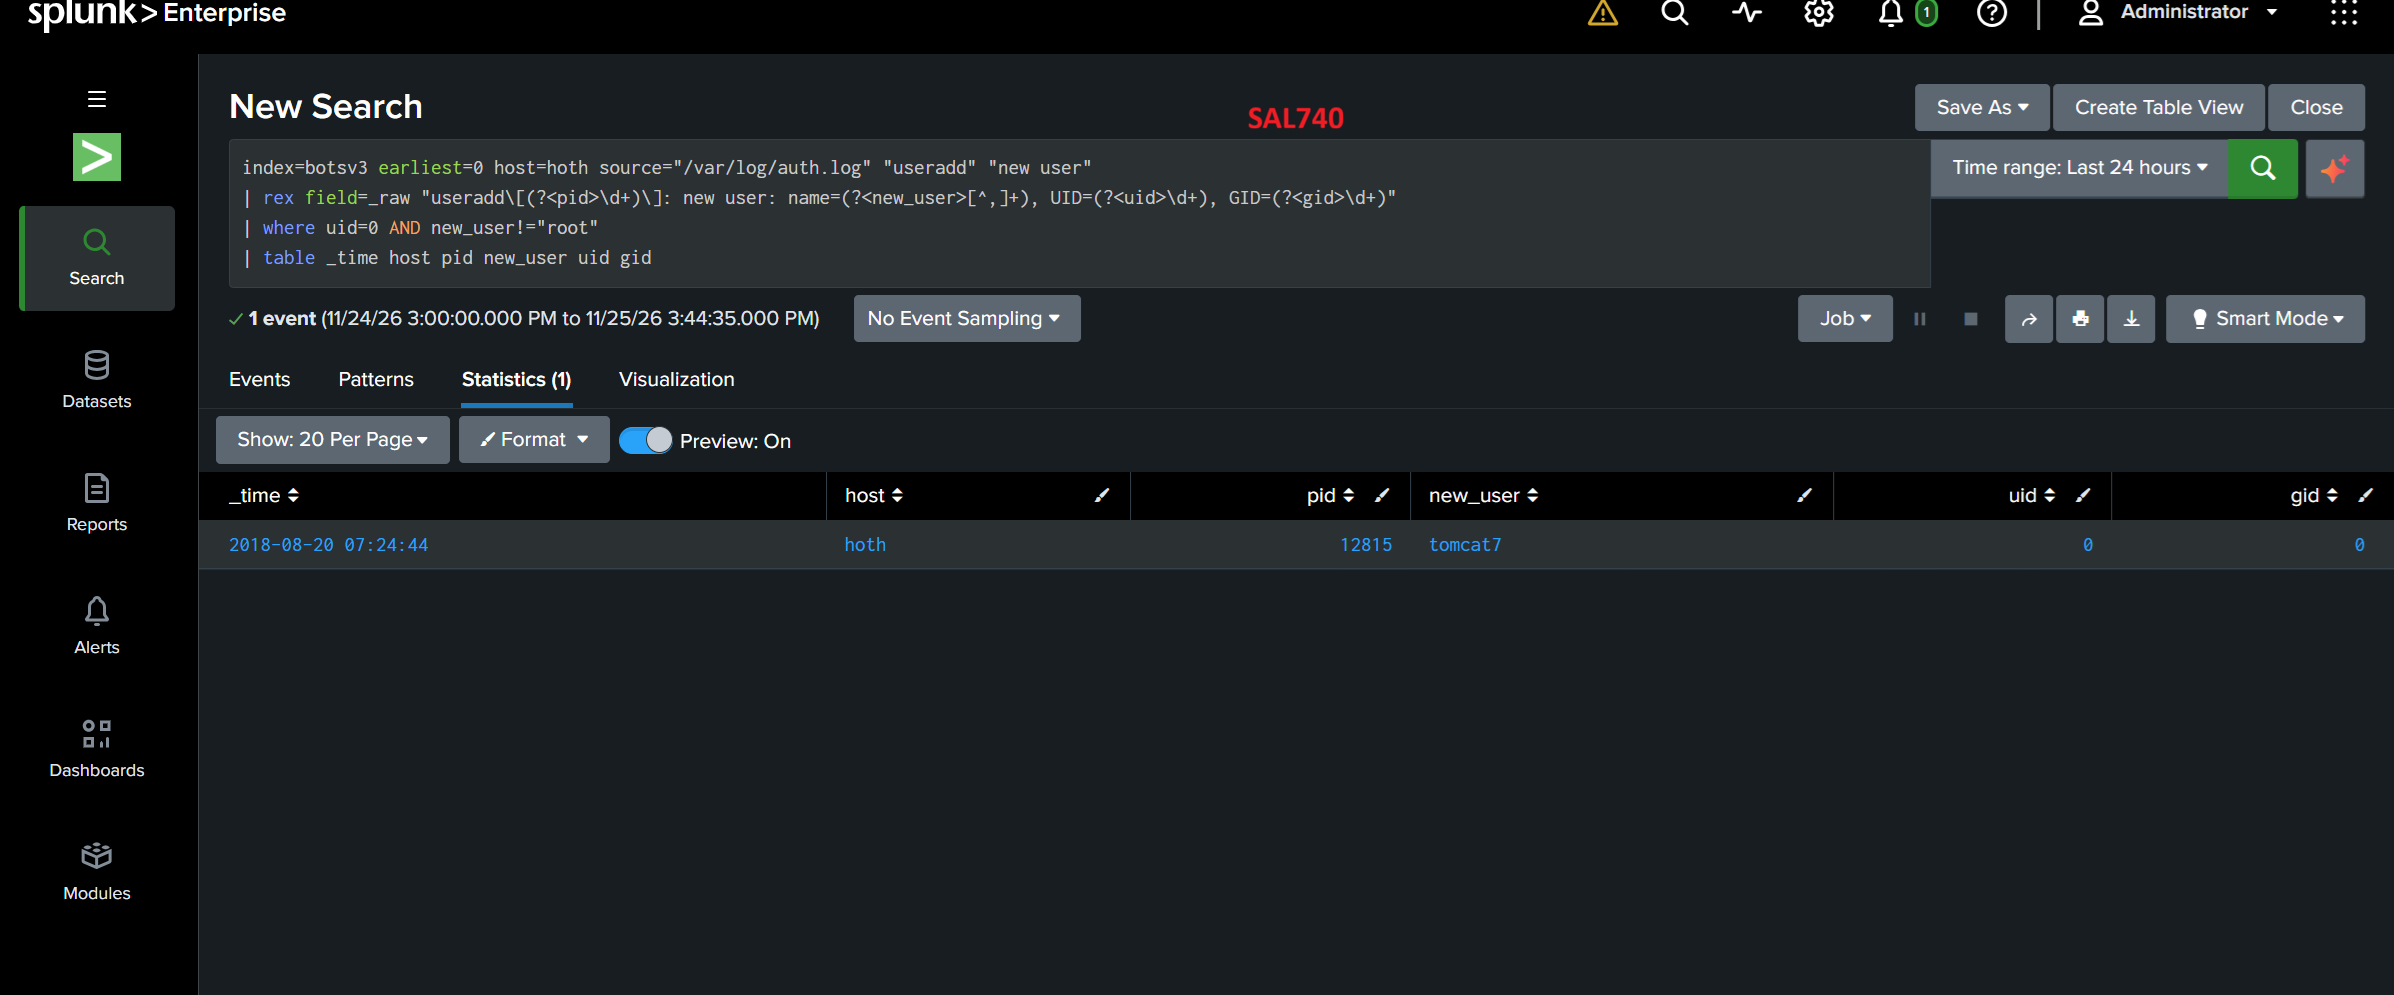 splunk> Enterprise
1
Administrator
New Search
SAL740
Save As
Create Table View
Close
index=botsv3 earliest=0 host=hoth source="/var/log/auth.log" "useradd" "new user"
| rex field=_raw "useradd\[(?<pid>\d+)\]: new user: name=(?<new_user>[^,]+), UID=(?<uid>\d+), GID=(?<gid>\d+)"
| where uid=0 AND new_user!="root"
| table _time host pid new_user uid gid
Time range: Last 24 hours
Search
1 event (11/24/26 3:00:00.000 PM to 11/25/26 3:44:35.000 PM)
No Event Sampling
Job
Smart Mode
Events
Patterns
Statistics (1)
Visualization
Datasets
Show: 20 Per Page
Format
Preview: On
_time
host
pid
new_user
uid
gid
Reports
2018-08-20 07:24:44
hoth
12815
tomcat7
0
0
Alerts
Dashboards
Modules